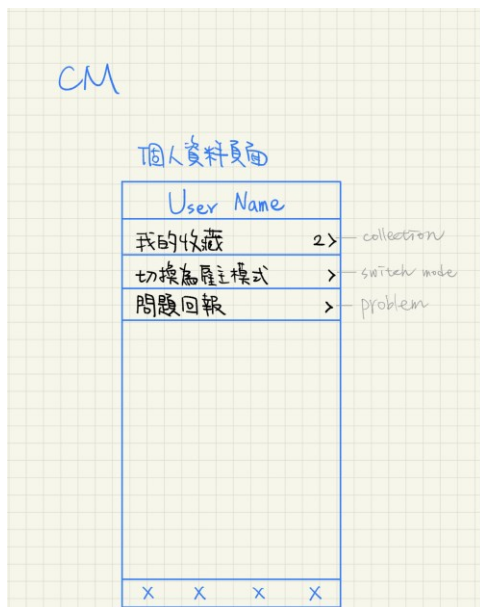 CM
個人資料頁面
User Name
我的收藏 2> collection
切換為雇主模式 > switch mode
問題回報 > problem
X X X X